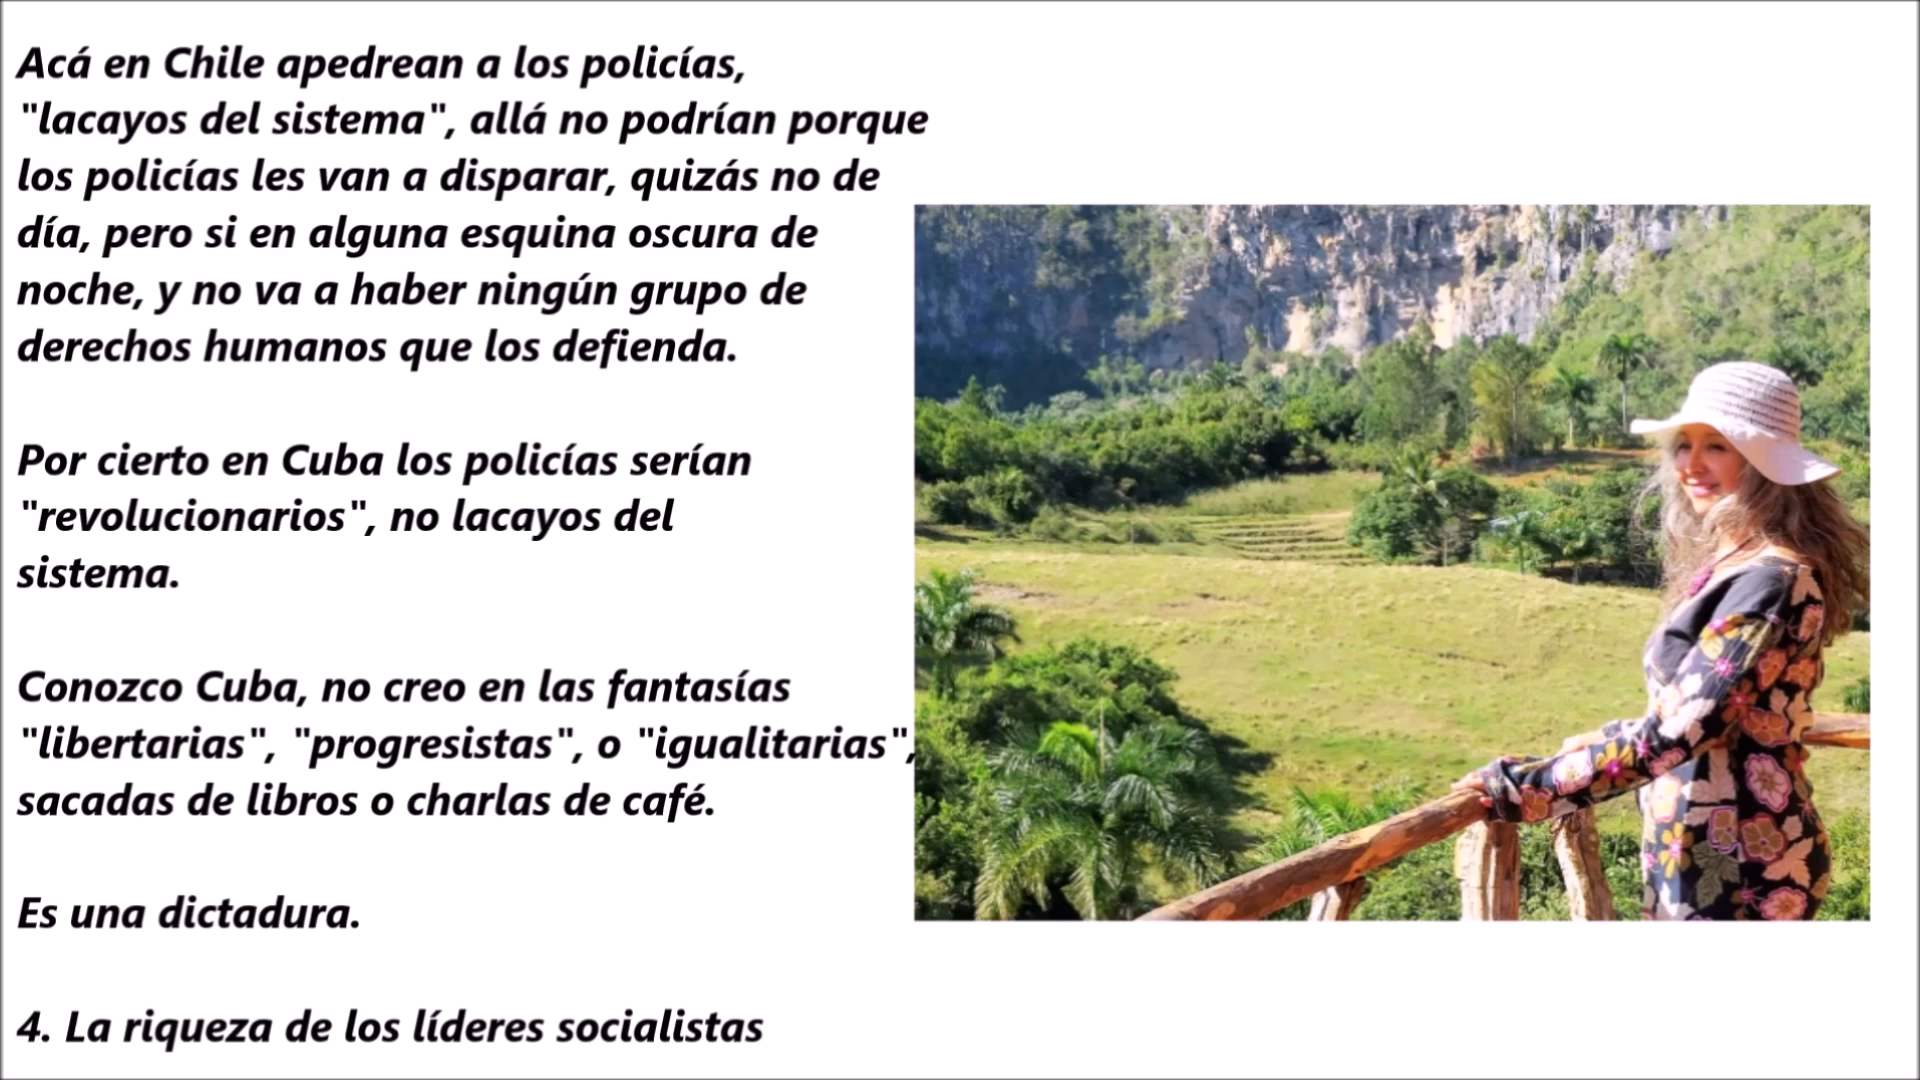 Acá en Chile apedrean a los policías,
"lacayos del sistema", allá no podrían porque
los policías les van a disparar, quizás no de
día, pero si en alguna esquina oscura de
noche, y no va a haber ningún grupo de
derechos humanos que los defienda.
Por cierto en Cuba los policías serían
"revolucionarios", no lacayos del
sistema.
Conozco Cuba, no creo en las fantasías
"libertarias", "progresistas", o "igualitarias",
sacadas de libros o charlas de café.
Es una dictadura.
4. La riqueza de los líderes socialistas